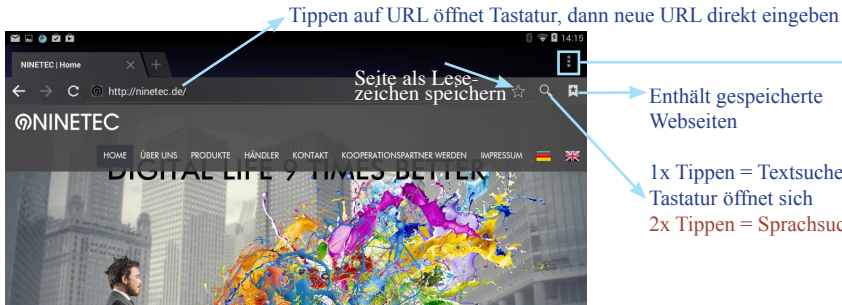 Tippen auf URL öffnet Tastatur, dann neue URL direkt eingeben
14:15
NINETEC | Home
http://ninetec.de/
Seite als Lese-
zeichen speichern
Enthält gespeicherte
Webseiten
NINETEC
HOME ÜBER UNS PRODUKTE HÄNDLER KONTAKT KOOPERATIONSPARTNER WERDEN IMPRESSUM
DIGITAL LIFE 9 TIMES BETTER
1x Tippen = Textsuche
Tastatur öffnet sich
2x Tippen = Sprachsuc